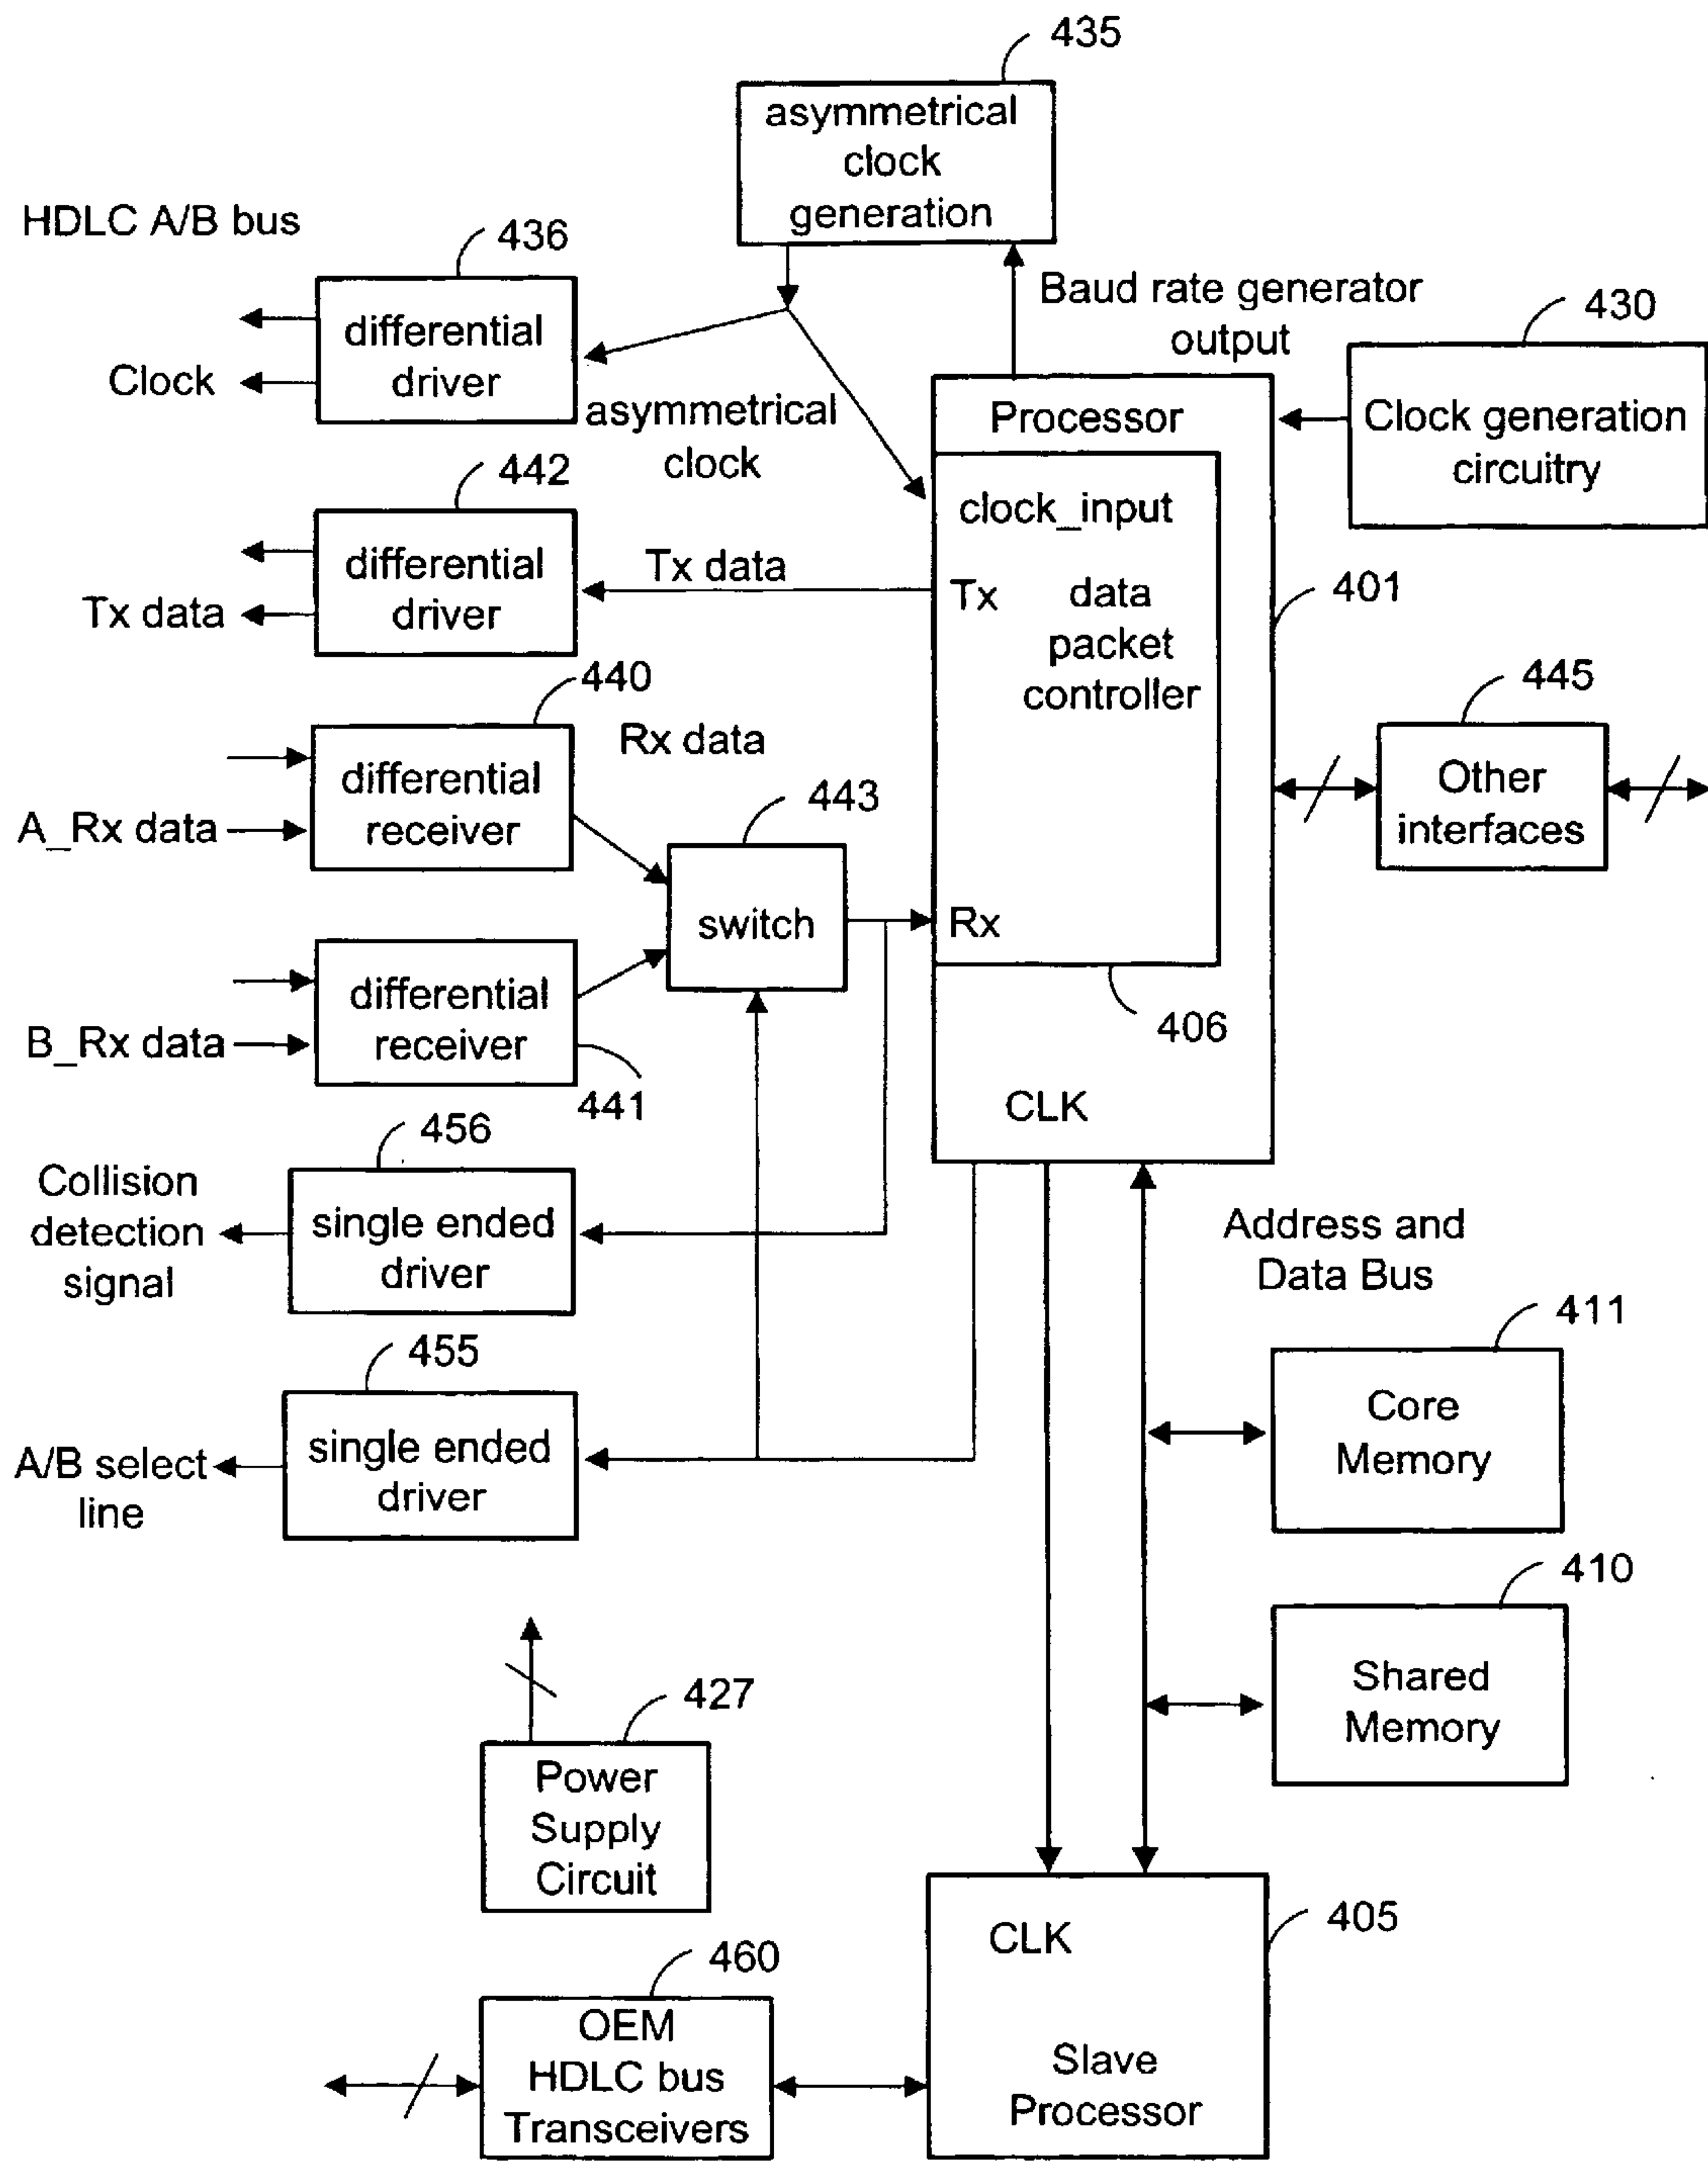 435
asymmetrical
clock
generation
HDLC A/B bus
436
differential
driver
Clock
Baud rate generator
output
430
Clock generation
circuitry
asymmetrical
clock
Processor
clock_input
442
differential
driver
Tx data
Tx data
Tx
data
packet
controller
401
440
differential
receiver
Rx data
A_Rx data
443
switch
Rx
445
Other
interfaces
differential
receiver
B_Rx data
441
406
CLK
456
Collision
detection
signal
single ended
driver
Address and
Data Bus
455
A/B select
line
single ended
driver
411
Core
Memory
410
Shared
Memory
427
Power
Supply
Circuit
405
CLK
Slave
Processor
460
OEM
HDLC bus
Transceivers